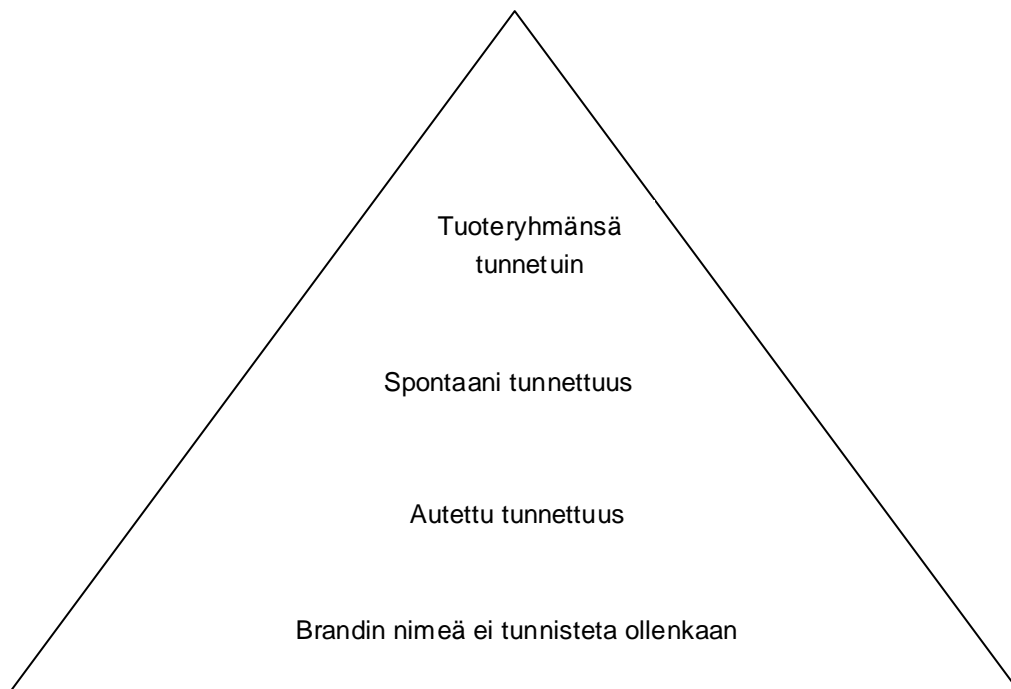 Tuoteryhmänsä
tunnetuin
Spontaani tunnettuus
Autettu tunnettuus
Brandin nimeä ei tunnisteta ollenkaan